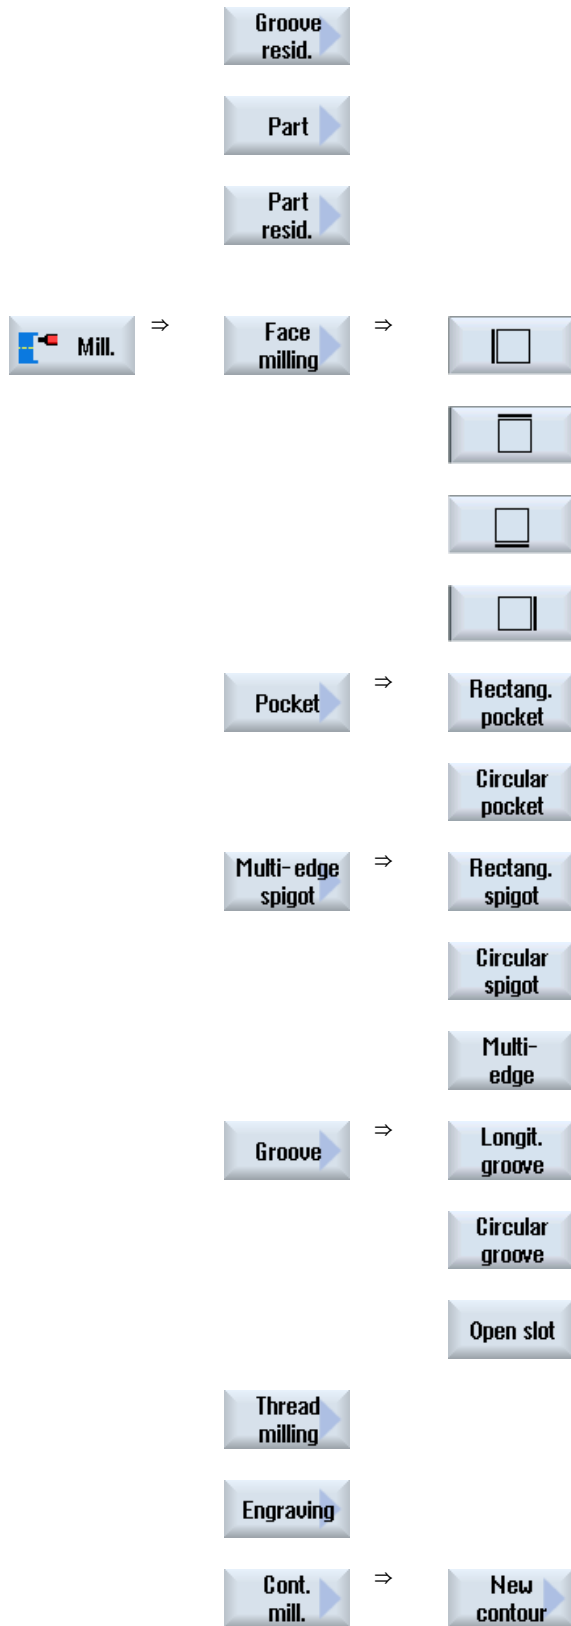 Groove
resid.
Part
Part
resid.
Mill. ⇒ Face
milling ⇒
Pocket ⇒ Rectang.
pocket
Circular
pocket
Multi-edge
spigot ⇒ Rectang.
spigot
Circular
spigot
Multi-
edge
Groove ⇒ Longit.
groove
Circular
groove
Open slot
Thread
milling
Engraving
Cont.
mill. ⇒ New
contour